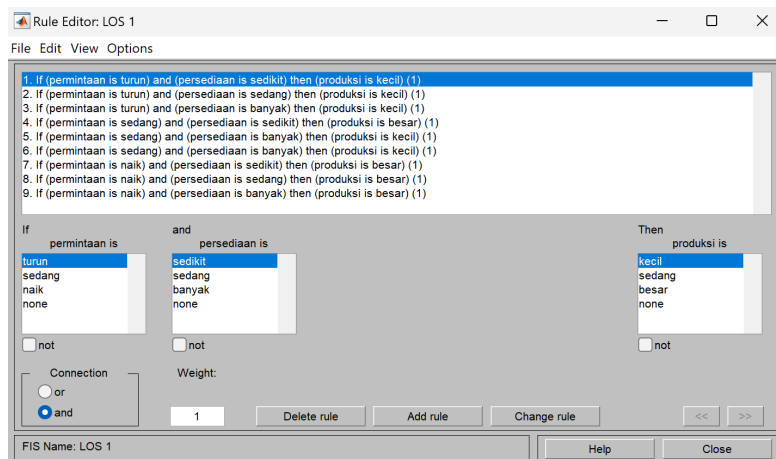 Rule Editor: LOS 1
File Edit View Options
1. If (permintaan is turun) and (persediaan is sedikit) then (produksi is kecil) (1)
2. If (permintaan is turun) and (persediaan is sedang) then (produksi is kecil) (1)
3. If (permintaan is turun) and (persediaan is banyak) then (produksi is kecil) (1)
4. If (permintaan is sedang) and (persediaan is sedikit) then (produksi is besar) (1)
5. If (permintaan is sedang) and (persediaan is banyak) then (produksi is kecil) (1)
6. If (permintaan is sedang) and (persediaan is banyak) then (produksi is kecil) (1)
7. If (permintaan is naik) and (persediaan is sedikit) then (produksi is besar) (1)
8. If (permintaan is naik) and (persediaan is sedang) then (produksi is besar) (1)
9. If (permintaan is naik) and (persediaan is banyak) then (produksi is besar) (1)
If
permintaan is
turun
sedang
naik
none
not
and
persediaan is
sedikit
sedang
banyak
none
not
Then
produksi is
kecil
sedang
besar
none
not
Connection
or
and
Weight:
1
Delete rule
Add rule
Change rule
<<
>>
FIS Name: LOS 1
Help
Close